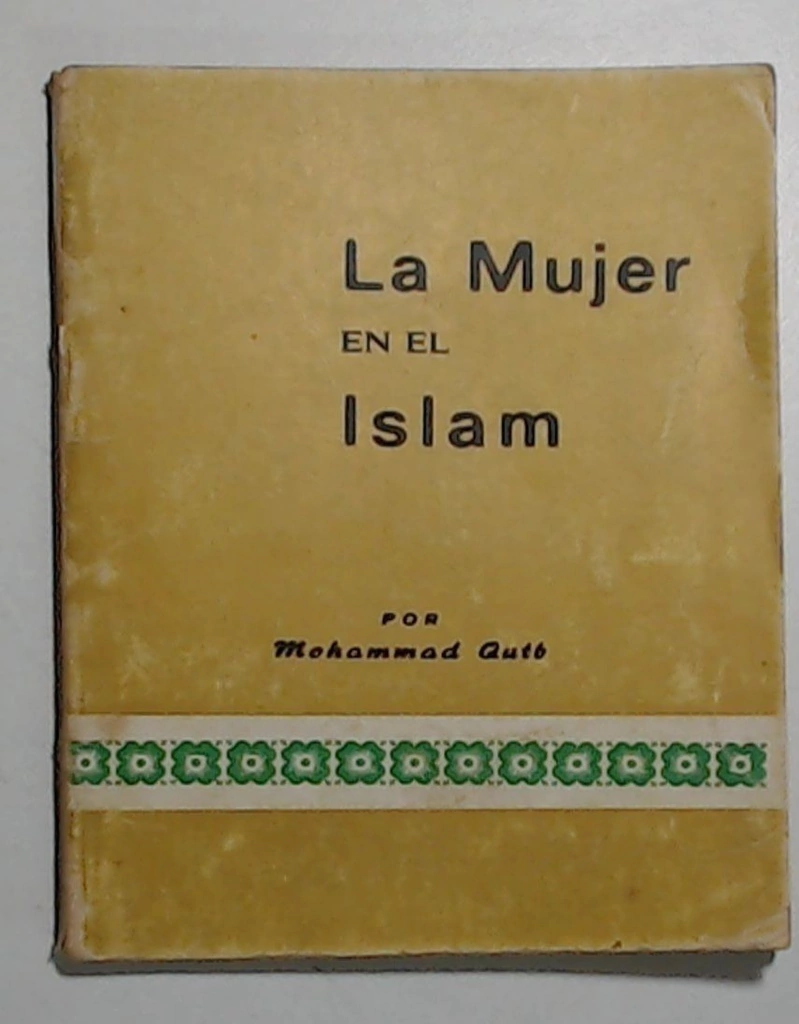 La Mujer
EN EL
Islam
POR
Mohammad Qutb